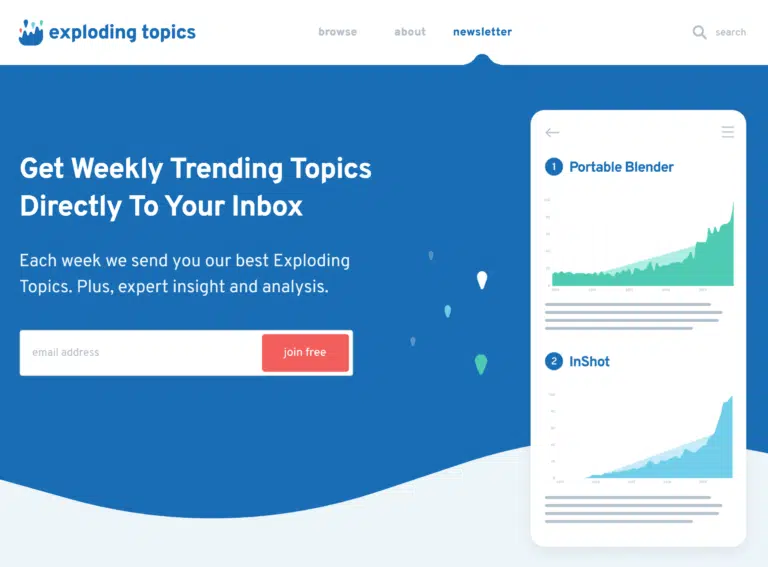 exploding topics
browse
about
newsletter
search
Get Weekly Trending Topics
Directly To Your Inbox
Each week we send you our best Exploding
Topics. Plus, expert insight and analysis.
email address
join free
1 Portable Blender
2 InShot